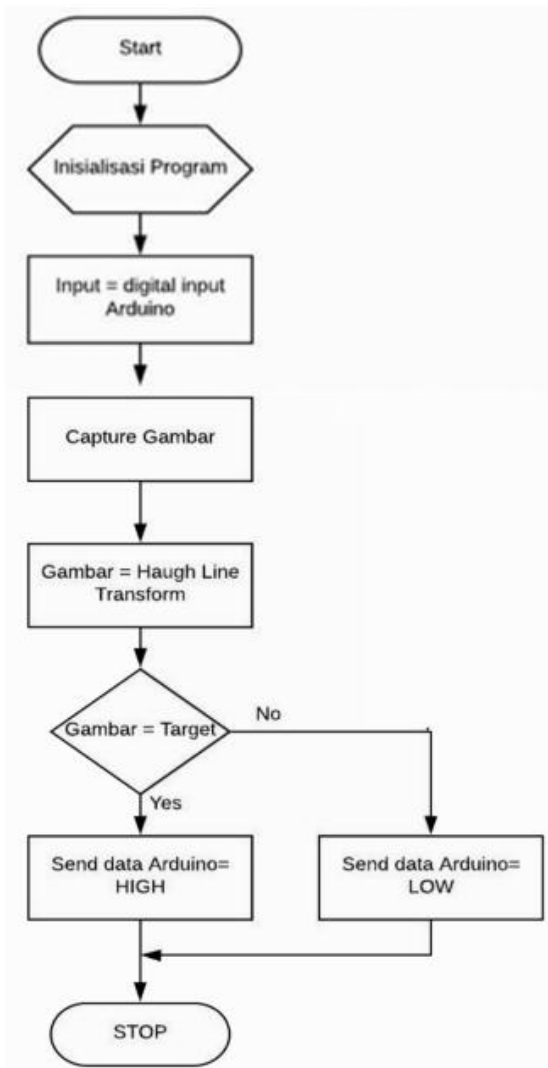 Start
Inisialisasi Program
Input = digital input
Arduino
Capture Gambar
Gambar = Haugh Line
Transform
Gambar = Target
No
Yes
Send data Arduino=
HIGH
Send data Arduino=
LOW
STOP